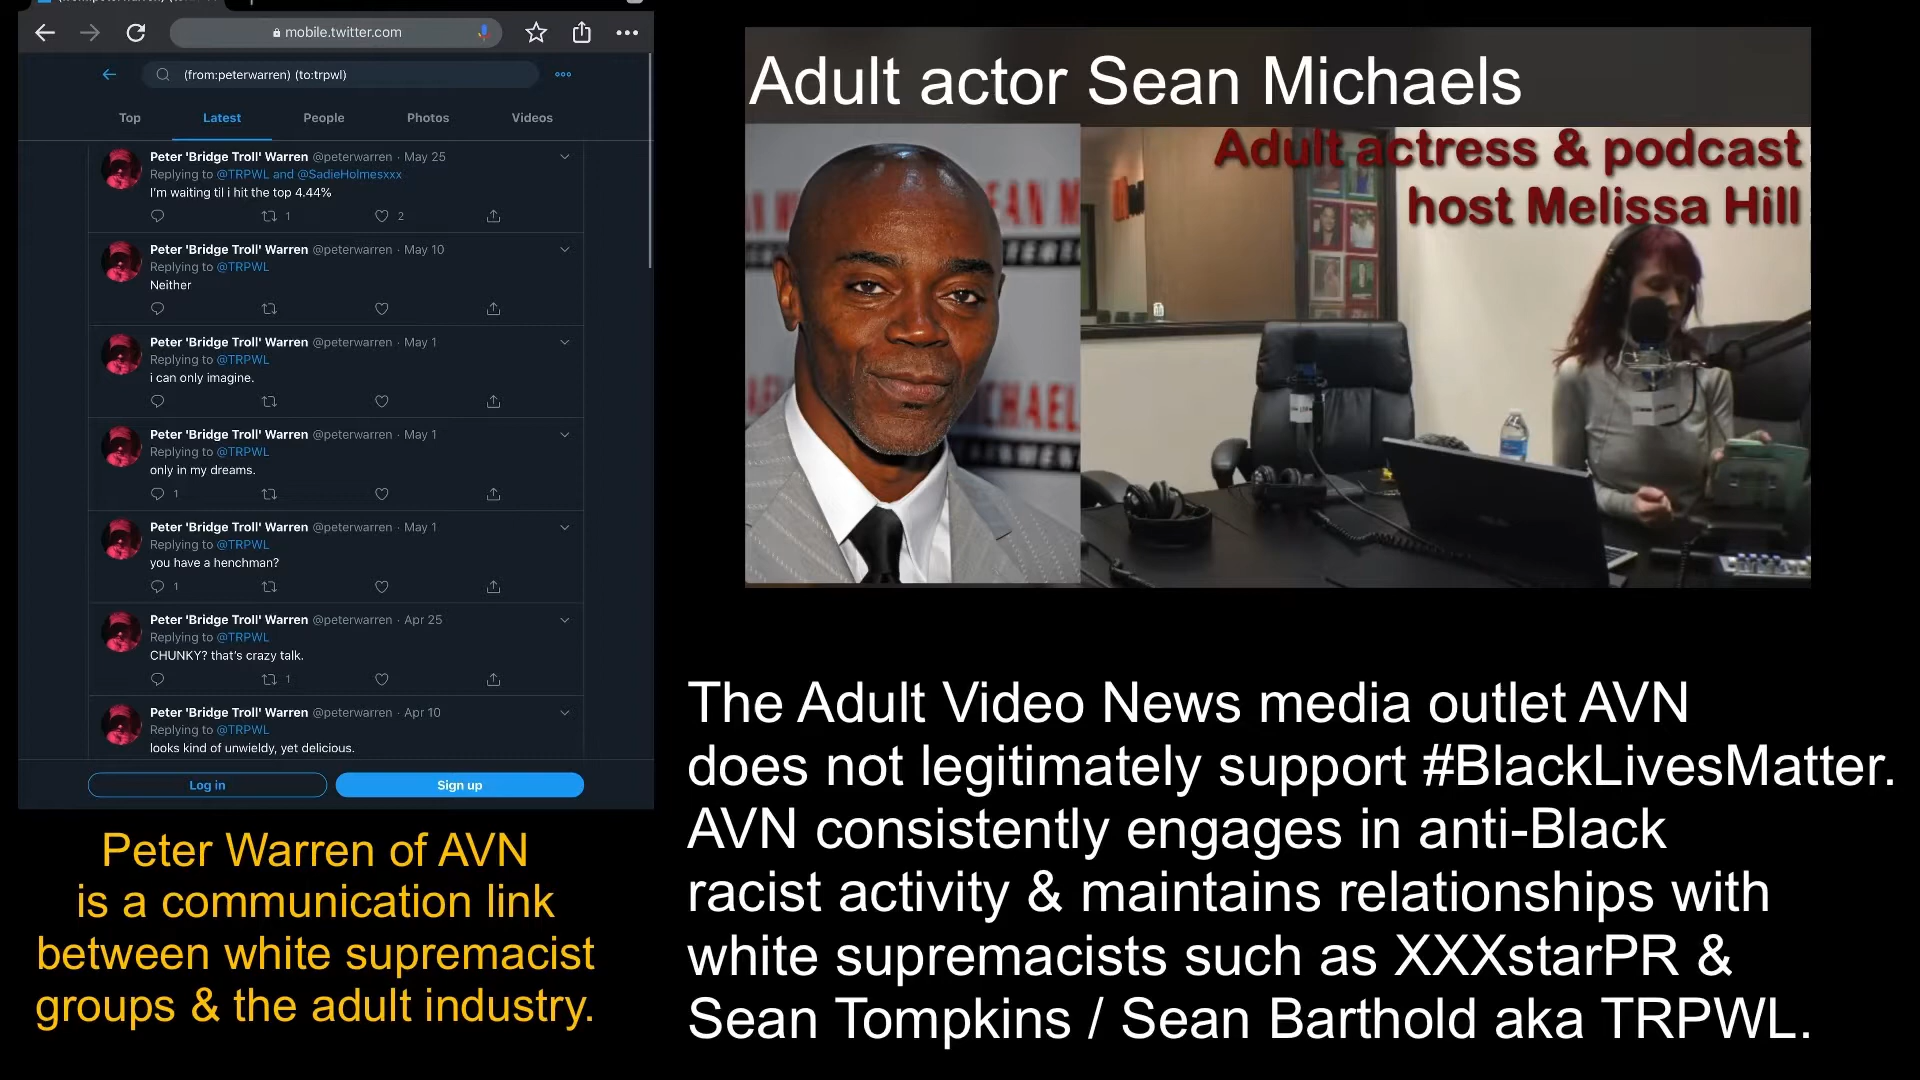 mobile.twitter.com
(from:peterwarren) (to:trpwl)
Top Latest People Photos Videos
Peter 'Bridge Troll' Warren @peterwarren · May 25
Replying to @TRPWL and @SadieHolmesxxx
I'm waiting til i hit the top 4.44%
1 2
Peter 'Bridge Troll' Warren @peterwarren · May 10
Replying to @TRPWL
Neither
Peter 'Bridge Troll' Warren @peterwarren · May 1
Replying to @TRPWL
i can only imagine.
Peter 'Bridge Troll' Warren @peterwarren · May 1
Replying to @TRPWL
only in my dreams.
1
Peter 'Bridge Troll' Warren @peterwarren · May 1
Replying to @TRPWL
you have a henchman?
1
Peter 'Bridge Troll' Warren @peterwarren · Apr 25
Replying to @TRPWL
CHUNKY? that's crazy talk.
1
Peter 'Bridge Troll' Warren @peterwarren · Apr 10
Replying to @TRPWL
looks kind of unwieldy, yet delicious.
Log in Sign up
Peter Warren of AVN
is a communication link
between white supremacist
groups & the adult industry.
Adult actor Sean Michaels
Adult actress & podcast
host Melissa Hill
The Adult Video News media outlet AVN
does not legitimately support #BlackLivesMatter.
AVN consistently engages in anti-Black
racist activity & maintains relationships with
white supremacists such as XXXstarPR &
Sean Tompkins / Sean Barthold aka TRPWL.